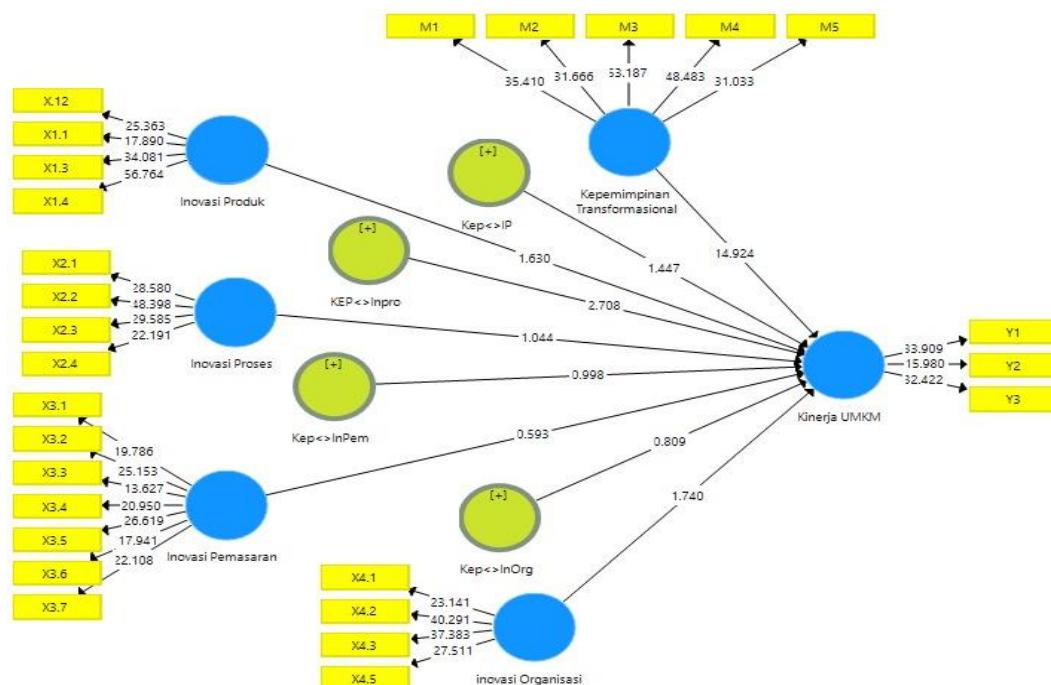 M1
M2
M3
M4
M5
35.410
31.666
53.187
48.483
31.033
Kepemimpinan
Transformasional
14.924
X.12
X1.1
X1.3
X1.4
25.363
17.890
34.081
56.764
Inovasi Produk
1.630
[+]
Kep<>IP
1.447
[+]
KEP<>Inpro
2.708
X2.1
X2.2
X2.3
X2.4
28.580
48.398
29.585
22.191
Inovasi Proses
1.044
[+]
Kep<>InPem
0.998
Y1
Y2
Y3
33.909
15.980
32.422
Kinerja UMKM
X3.1
X3.2
X3.3
X3.4
X3.5
X3.6
X3.7
19.786
25.153
13.627
20.950
26.619
17.941
22.108
Inovasi Pemasaran
0.593
[+]
Kep<>InOrg
0.809
X4.1
X4.2
X4.3
X4.5
23.141
40.291
37.383
27.511
inovasi Organisasi
1.740